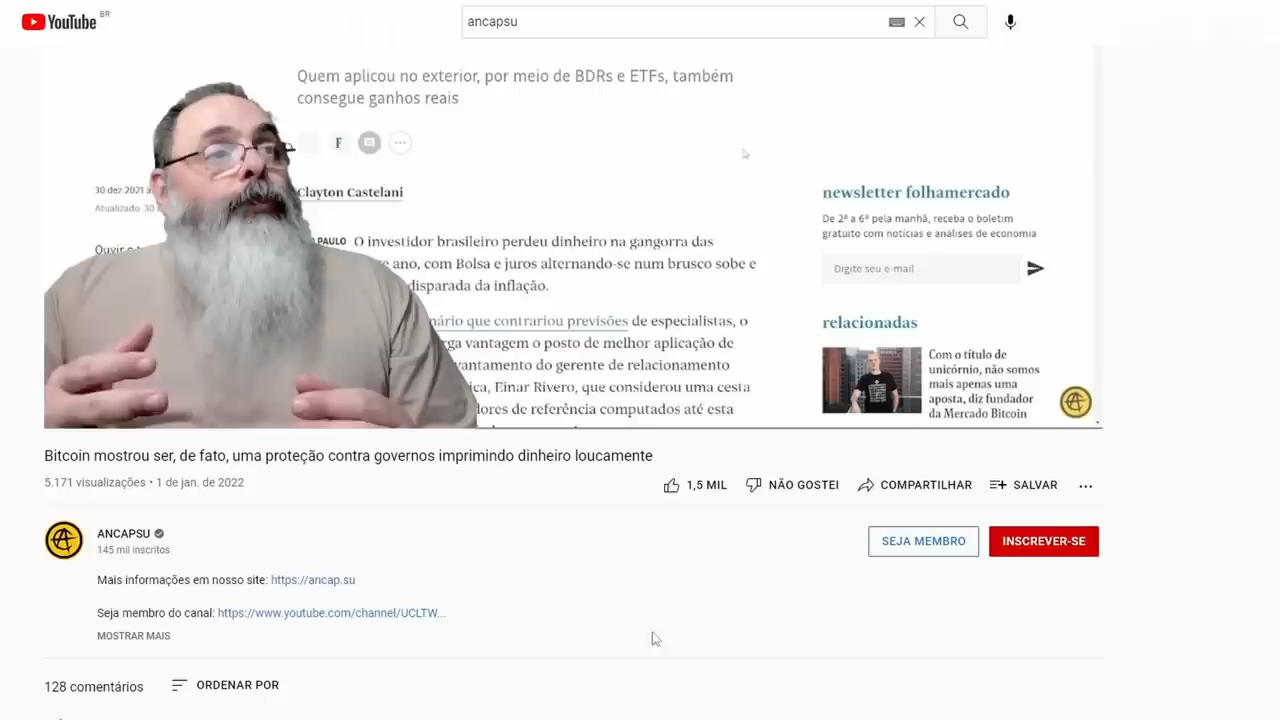 YouTube BR
ancapsu
Quem aplicou no exterior, por meio de BDRs e ETFs, também
consegue ganhos reais
F
Clayton Castelani
30 dez.2021
Atualizado 30
PAULO O investidor brasileiro perdeu dinheiro na gangorra das
ano, com Bolsa e juros alternando-se num brusco sobe e
disparada da inflação.
que contrariou previsões de especialistas, o
vantagem o posto de melhor aplicação de
do gerente de relacionamento
Einar Rivero, que considerou uma cesta
de referência computados até esta
newsletter folhamercado
De 2ª a 6ª pela manhã, receba o boletim
gratuito com notícias e análises de economia
Digite seu e-mail
relacionadas
Com o título de
unicórnio, não somos
mais apenas uma
aposta, diz fundador
da Mercado Bitcoin
Bitcoin mostrou ser, de fato, uma proteção contra governos imprimindo dinheiro loucamente
5.171 visualizações • 1 de jan. de 2022
1,5 MIL NÃO GOSTEI COMPARTILHAR SALVAR
ANCAPSU
145 mil inscritos
SEJA MEMBRO INSCREVER-SE
Mais informações em nosso site: https://ancap.su
Seja membro do canal: https://www.youtube.com/channel/UCLTW...
MOSTRAR MAIS
128 comentários ORDENAR POR